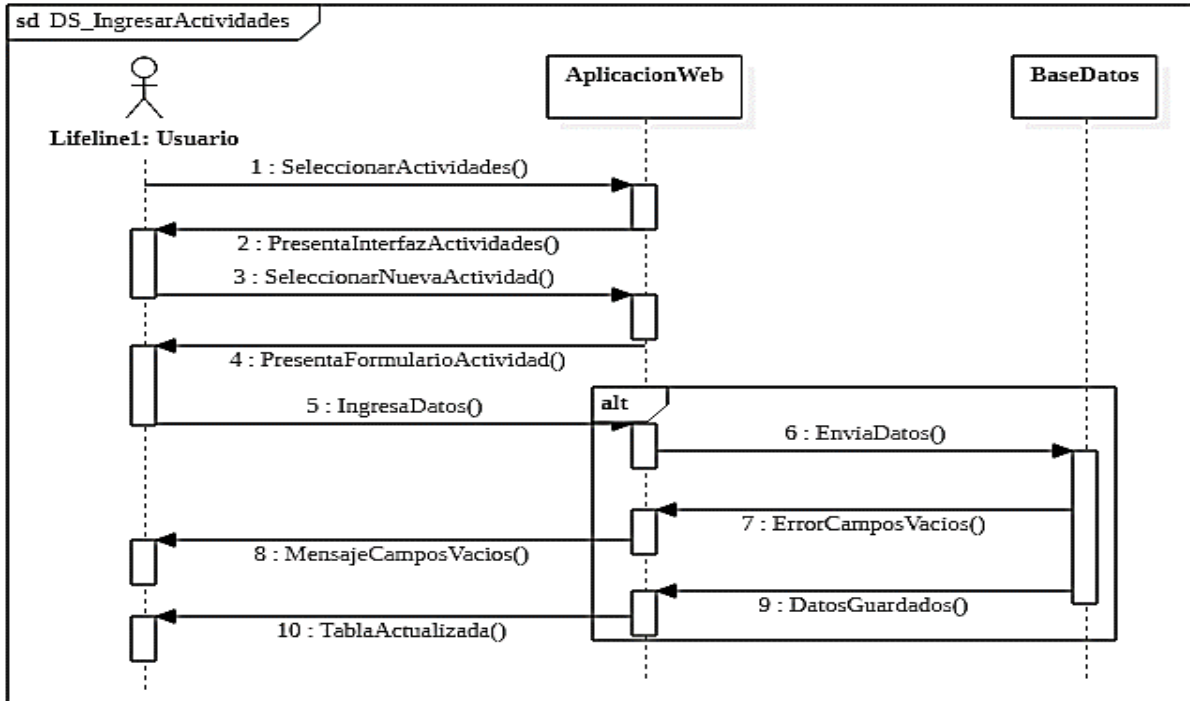 sd DS_IngresarActividades
AplicacionWeb
BaseDatos
Lifeline1: Usuario
1 : SeleccionarActividades()
2 : PresentaInterfazActividades()
3 : SeleccionarNuevaActividad()
4 : PresentaFormularioActividad()
5 : IngresaDatos()
alt
6 : EnviaDatos()
7 : ErrorCamposVacios()
8 : MensajeCamposVacios()
9 : DatosGuardados()
10 : TablaActualizada()